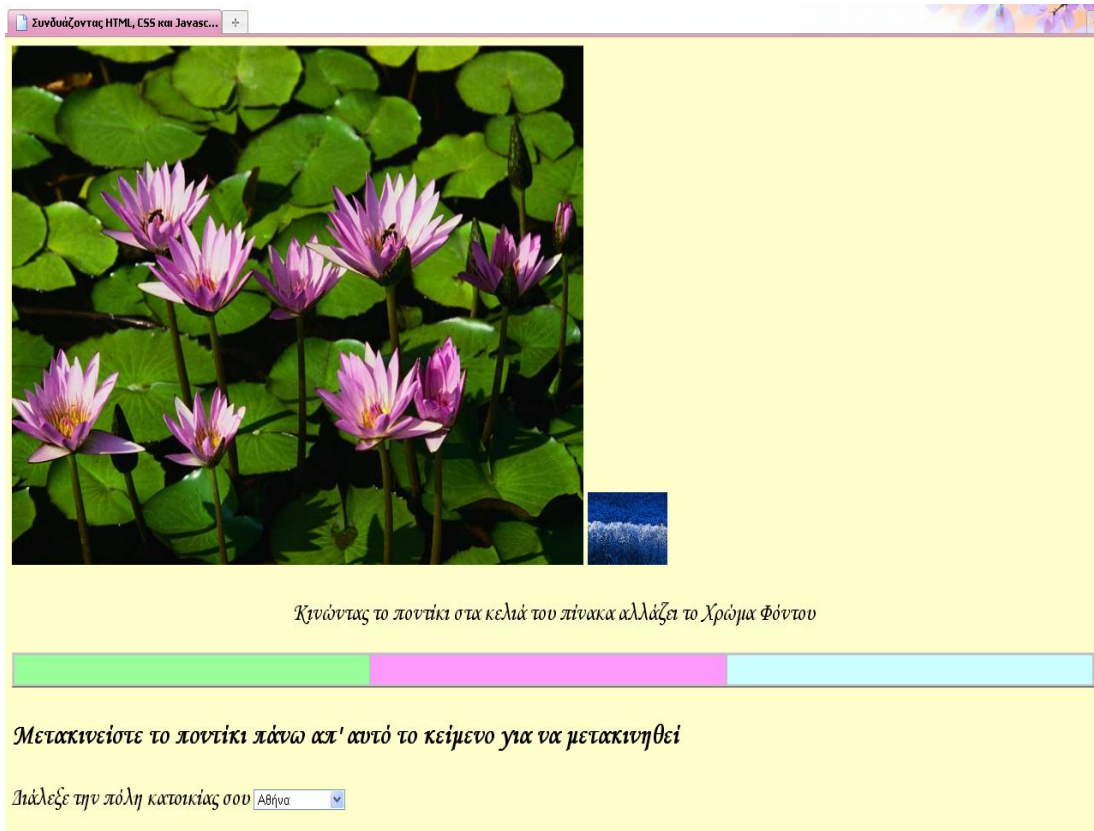 Συνδυάζοντας HTML, CSS και Javasc...
Κινώντας το ποντίκι στα κελιά του πίνακα αλλάζει το Χρώμα Φόντου
Μετακινείστε το ποντίκι πάνω απ' αυτό το κείμενο για να μετακινηθεί
Διάλεξε την πόλη κατοικίας σου Αθήνα